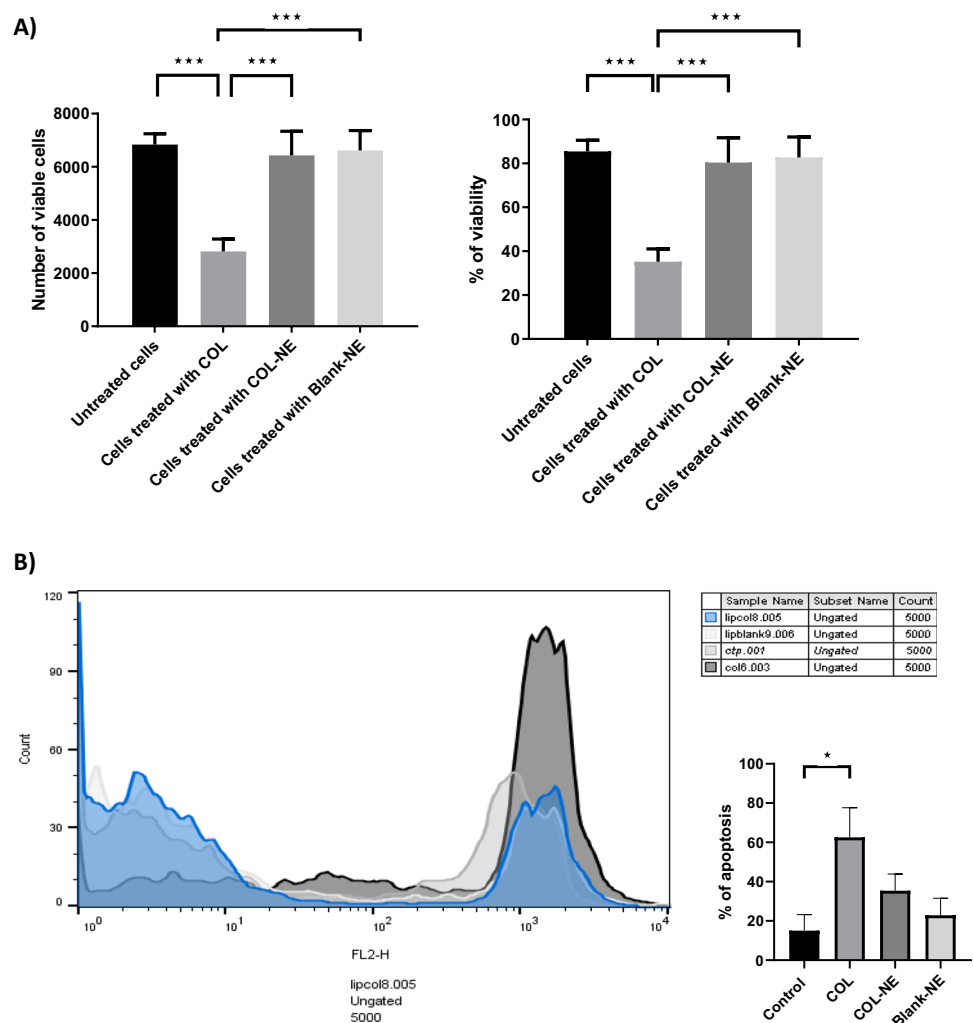 A)
★★★
★★★ ★★★
Number of viable cells
8000
6000
4000
2000
0
Untreated cells
Cells treated with COL
Cells treated with COL-NE
Cells treated with Blank-NE
★★★
★★★ ★★★
% of viability
100
80
60
40
20
0
Untreated cells
Cells treated with COL
Cells treated with COL-NE
Cells treated with Blank-NE
B)
Count
120
90
60
30
0
10^0 10^1 10^2 10^3 10^4
FL2-H
lipcol8.005
Ungated
5000
Sample Name Subset Name Count
lipcol8.005 Ungated 5000
lipblank9.006 Ungated 5000
ctp.001 Ungated 5000
col6.003 Ungated 5000
★
% of apoptosis
100
80
60
40
20
0
Control
COL
COL-NE
Blank-NE